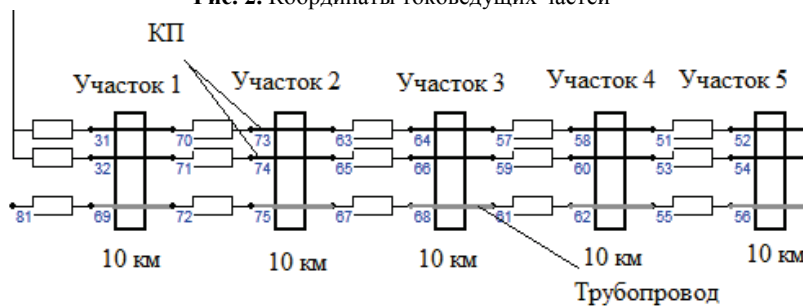 Рис. 2. Координаты токоведущих частей
КП
Участок 1 Участок 2 Участок 3 Участок 4 Участок 5
31 70 73 63 64 57 58 51 52
32 71 74 65 66 59 60 53 54
81 69 72 75 67 68 61 62 55 56
10 км 10 км 10 км 10 км 10 км
Трубопровод